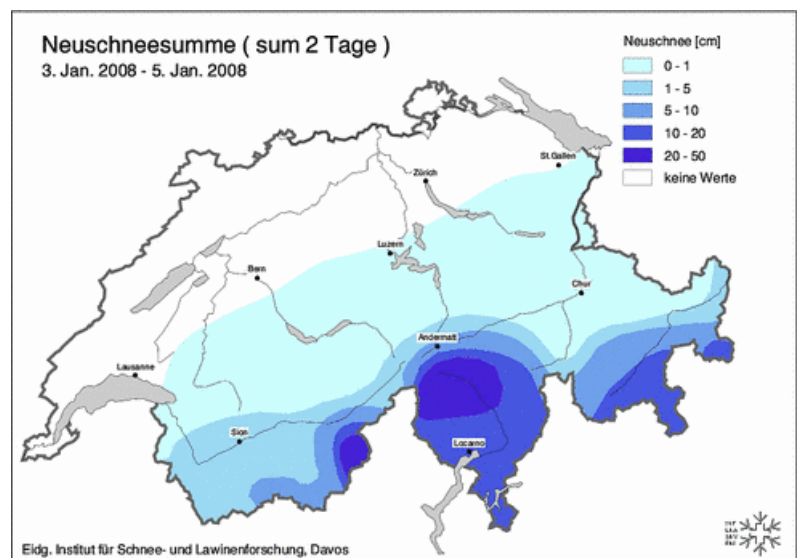 Neuschneesumme ( sum 2 Tage )
3. Jan. 2008 - 5. Jan. 2008
Neuschnee [cm]
0 - 1
1 - 5
5 - 10
10 - 20
20 - 50
keine Werte
St.Gallen
Zürich
Luzern
Bern
Chur
Andermatt
Lausanne
Sion
Locarno
Eidg. Institut für Schnee- und Lawinenforschung, Davos